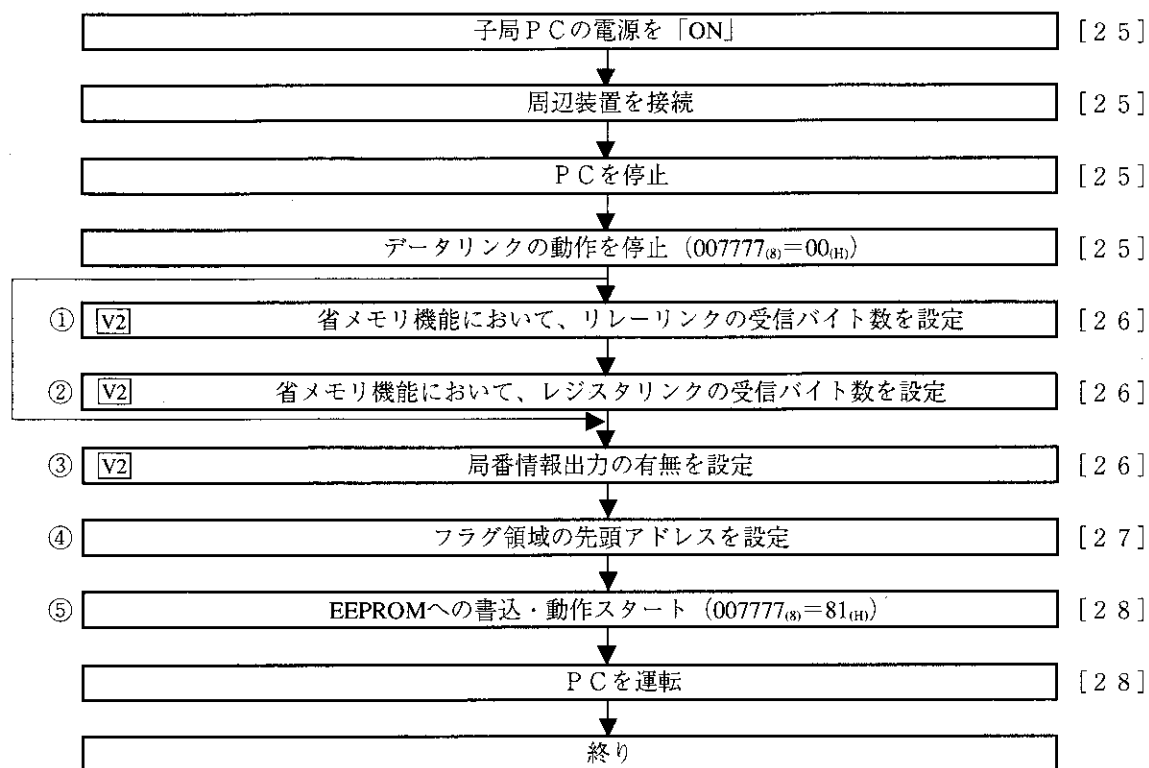 子局PCの電源を「ON」 [25]
周辺装置を接続 [25]
PCを停止 [25]
データリンクの動作を停止 (007777(8)=00(H)) [25]
① V2 省メモリ機能において、リレーリンクの受信バイト数を設定 [26]
② V2 省メモリ機能において、レジスタリンクの受信バイト数を設定 [26]
③ V2 局番情報出力の有無を設定 [26]
④ フラグ領域の先頭アドレスを設定 [27]
⑤ EEPROMへの書込・動作スタート (007777(8)=81(H)) [28]
PCを運転 [28]
終り